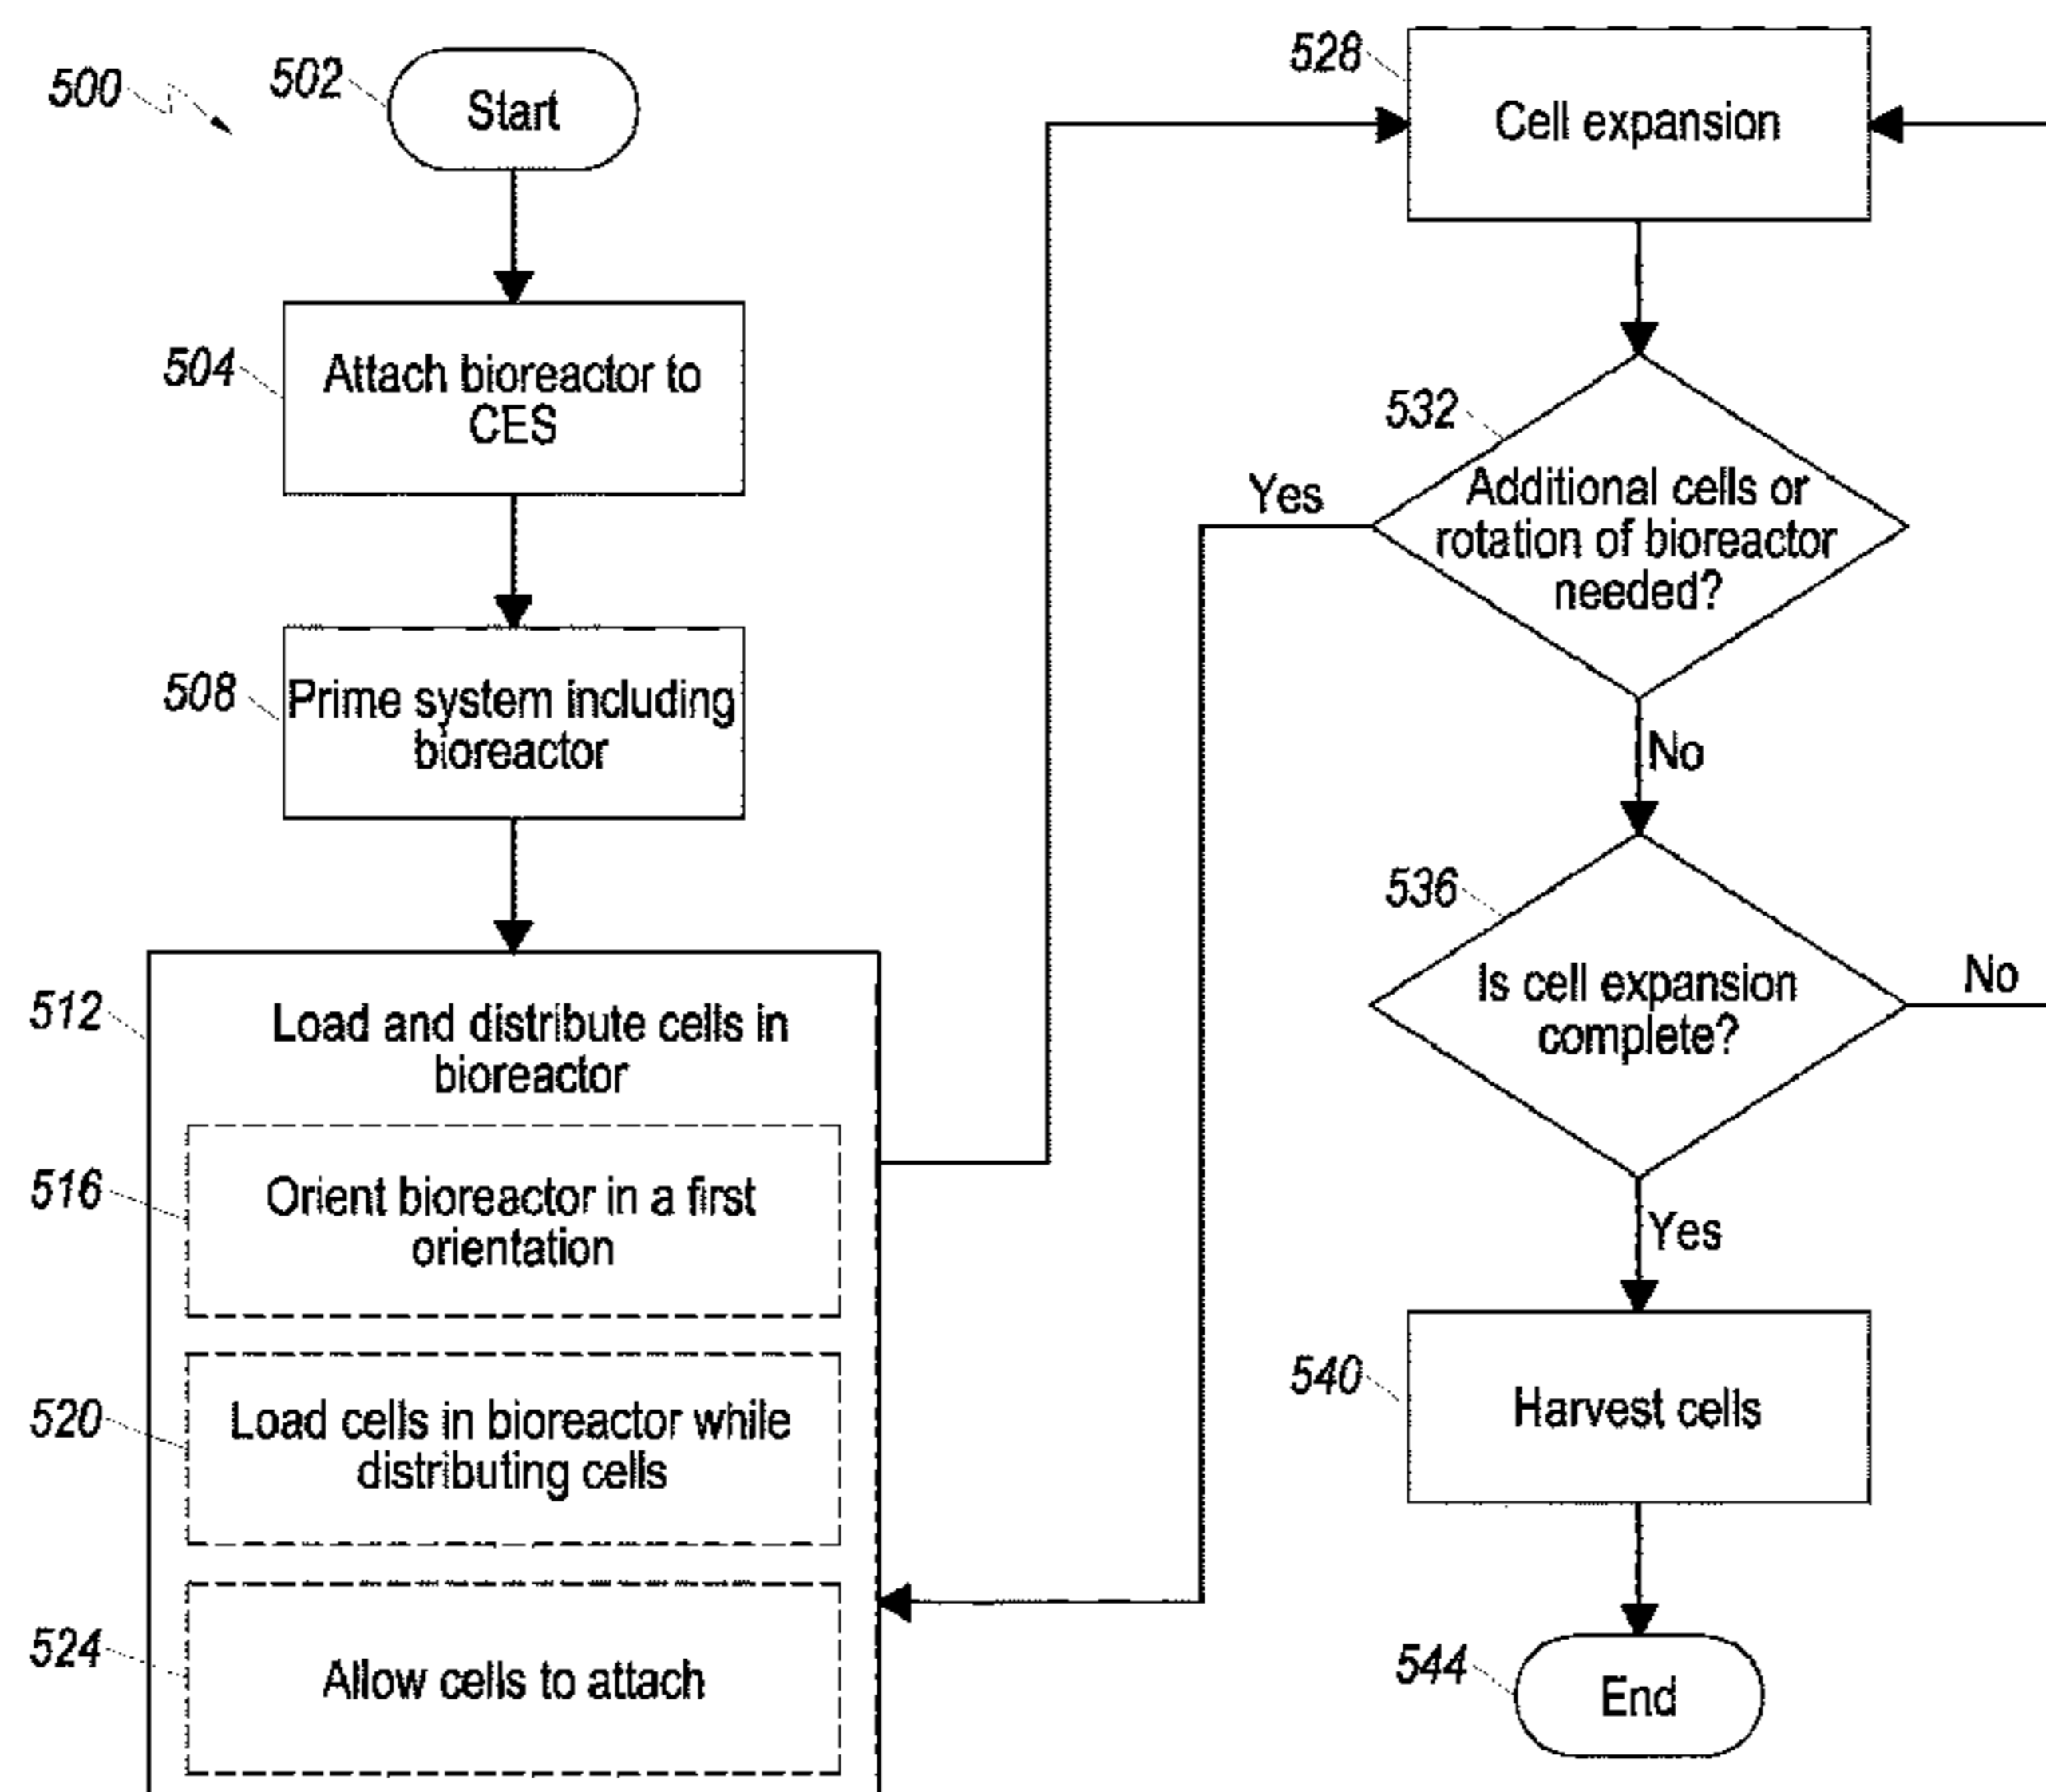 500
502
Start
504
Attach bioreactor to
CES
508
Prime system including
bioreactor
512
Load and distribute cells in
bioreactor
516
Orient bioreactor in a first
orientation
520
Load cells in bioreactor while
distributing cells
524
Allow cells to attach
528
Cell expansion
532
Additional cells or
rotation of bioreactor
needed?
Yes
No
536
Is cell expansion
complete?
No
Yes
540
Harvest cells
544
End